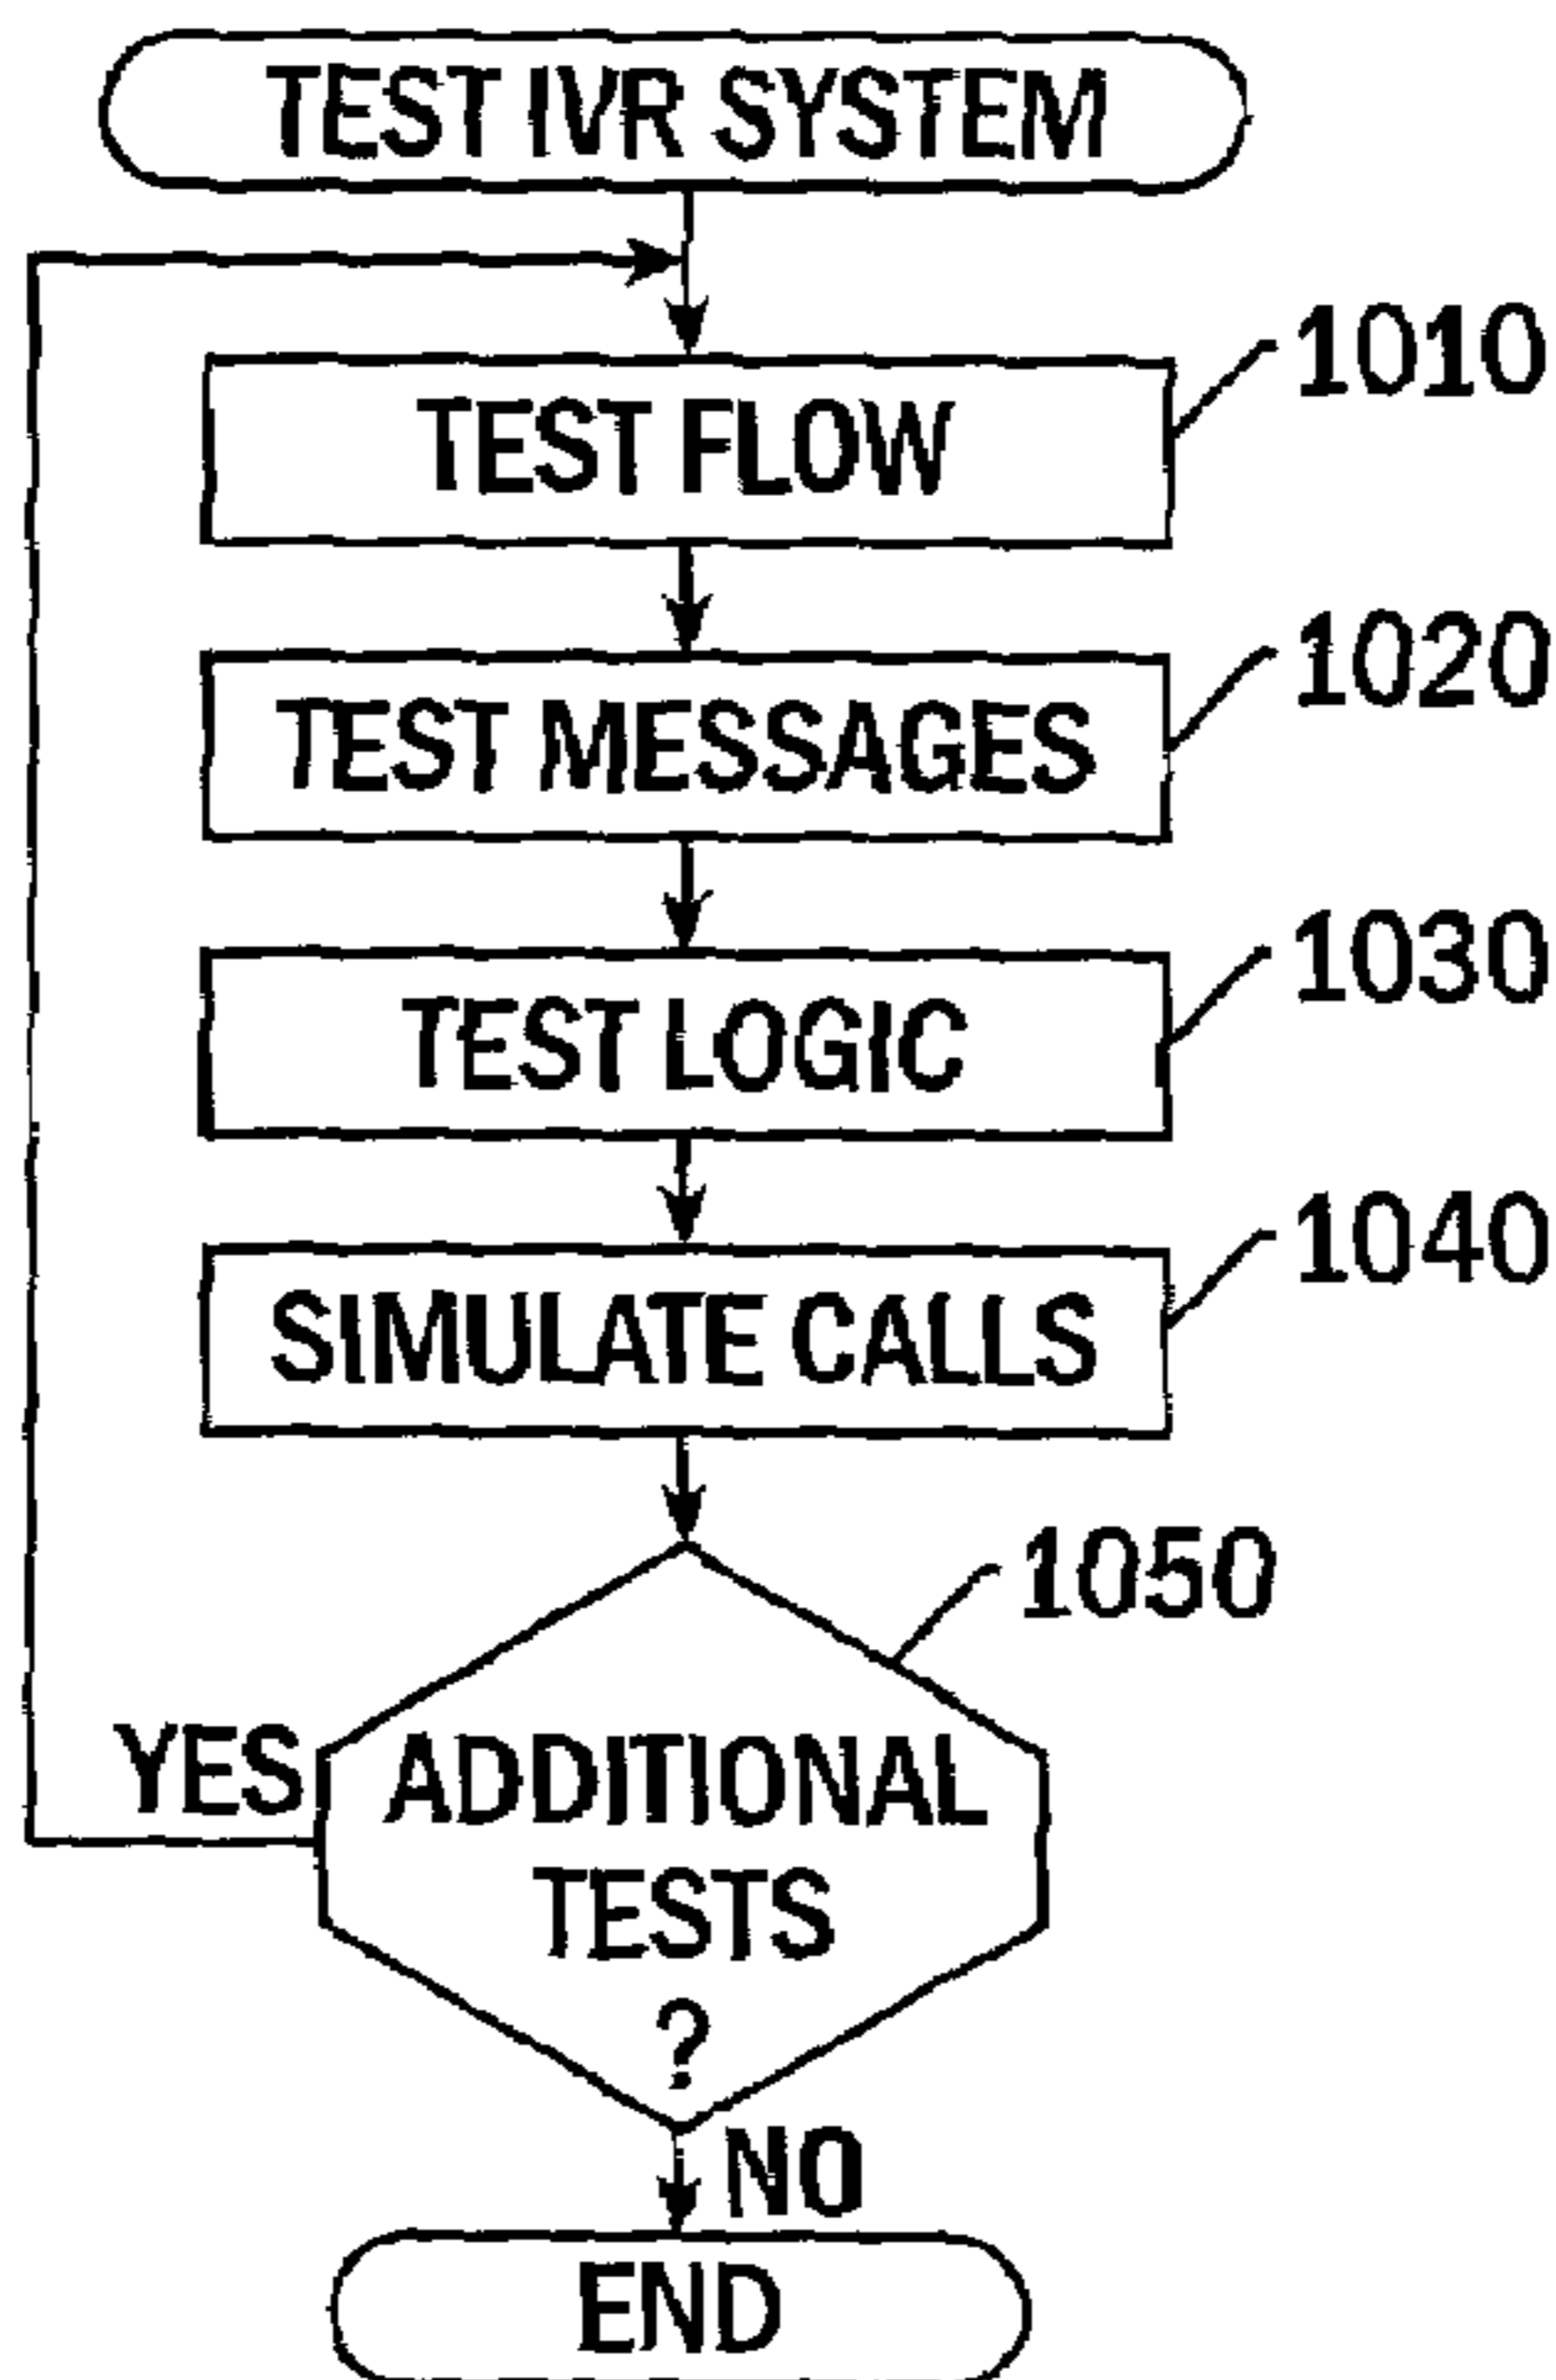 TEST IVR SYSTEM
1010
TEST FLOW
1020
TEST MESSAGES
1030
TEST LOGIC
1040
SIMULATE CALLS
1050
YES
ADDITIONAL
TESTS
?
NO
END